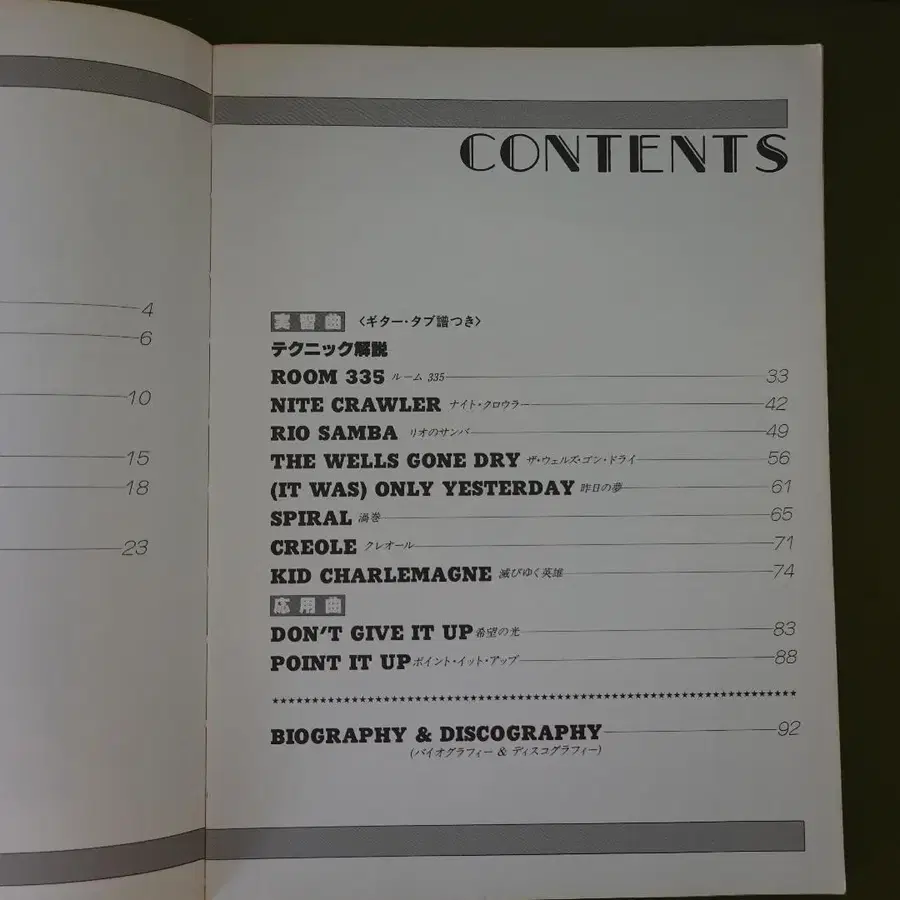 4
6
10
15
18
23
CONTENTS
実習曲 〈ギター・タブ譜つき〉
テクニック解説
ROOM 335 ルーム 335 33
NITE CRAWLER ナイト・クロウラー 42
RIO SAMBA リオのサンバ 49
THE WELLS GONE DRY ザ・ウェルズ・ゴン・ドライ 56
(IT WAS) ONLY YESTERDAY 昨日の夢 61
SPIRAL 渦巻 65
CREOLE クレオール 71
KID CHARLEMAGNE 滅びゆく英雄 74
応用曲
DON'T GIVE IT UP 希望の光 83
POINT IT UP ポイント・イット・アップ 88
BIOGRAPHY & DISCOGRAPHY 92
(バイオグラフィー & ディスコグラフィー)